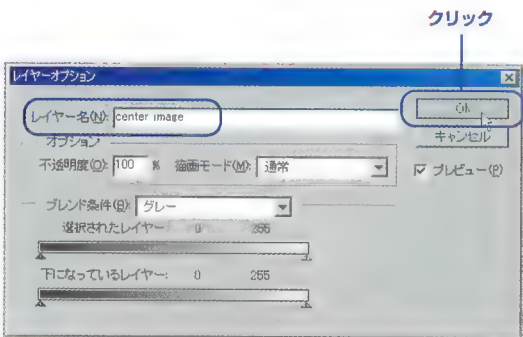 クリック
レイヤーオプション
レイヤー名(N): center image
OK
キャンセル
オプション
不透明度(O): 100 % 描画モード(M): 通常
プレビュー(P)
ブレンド条件(B): グレー
選択されたレイヤー: 0 255
下になっているレイヤー: 0 255